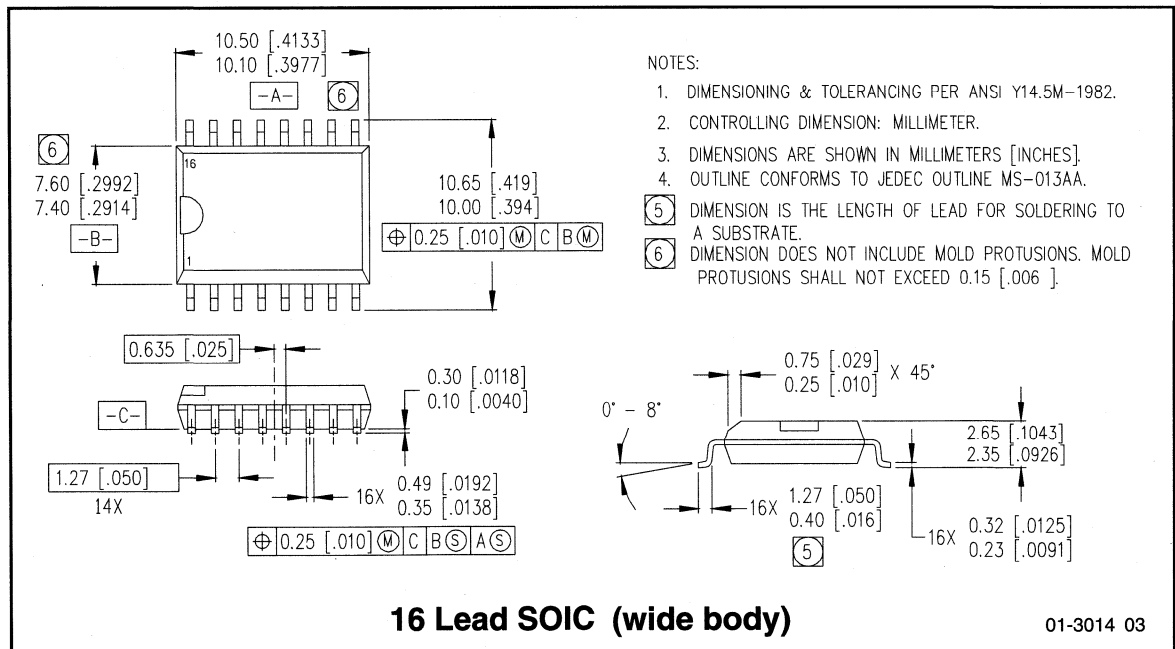 10.50 [.4133]
10.10 [.3977]
-A- 6
6
7.60 [.2992]
7.40 [.2914]
-B-
16
1
10.65 [.419]
10.00 [.394]
⌖ 0.25 [.010] Ⓜ C B Ⓜ
NOTES:
1. DIMENSIONING & TOLERANCING PER ANSI Y14.5M-1982.
2. CONTROLLING DIMENSION: MILLIMETER.
3. DIMENSIONS ARE SHOWN IN MILLIMETERS [INCHES].
4. OUTLINE CONFORMS TO JEDEC OUTLINE MS-013AA.
5 DIMENSION IS THE LENGTH OF LEAD FOR SOLDERING TO
A SUBSTRATE.
6 DIMENSION DOES NOT INCLUDE MOLD PROTUSIONS. MOLD
PROTUSIONS SHALL NOT EXCEED 0.15 [.006 ].
0.635 [.025]
0.30 [.0118]
0.10 [.0040]
-C-
1.27 [.050]
14X
16X 0.49 [.0192]
0.35 [.0138]
⌖ 0.25 [.010] Ⓜ C B Ⓢ A Ⓢ
0.75 [.029]
0.25 [.010] X 45°
0° - 8°
2.65 [.1043]
2.35 [.0926]
16X 1.27 [.050]
0.40 [.016]
5
16X 0.32 [.0125]
0.23 [.0091]
16 Lead SOIC (wide body)
01-3014 03